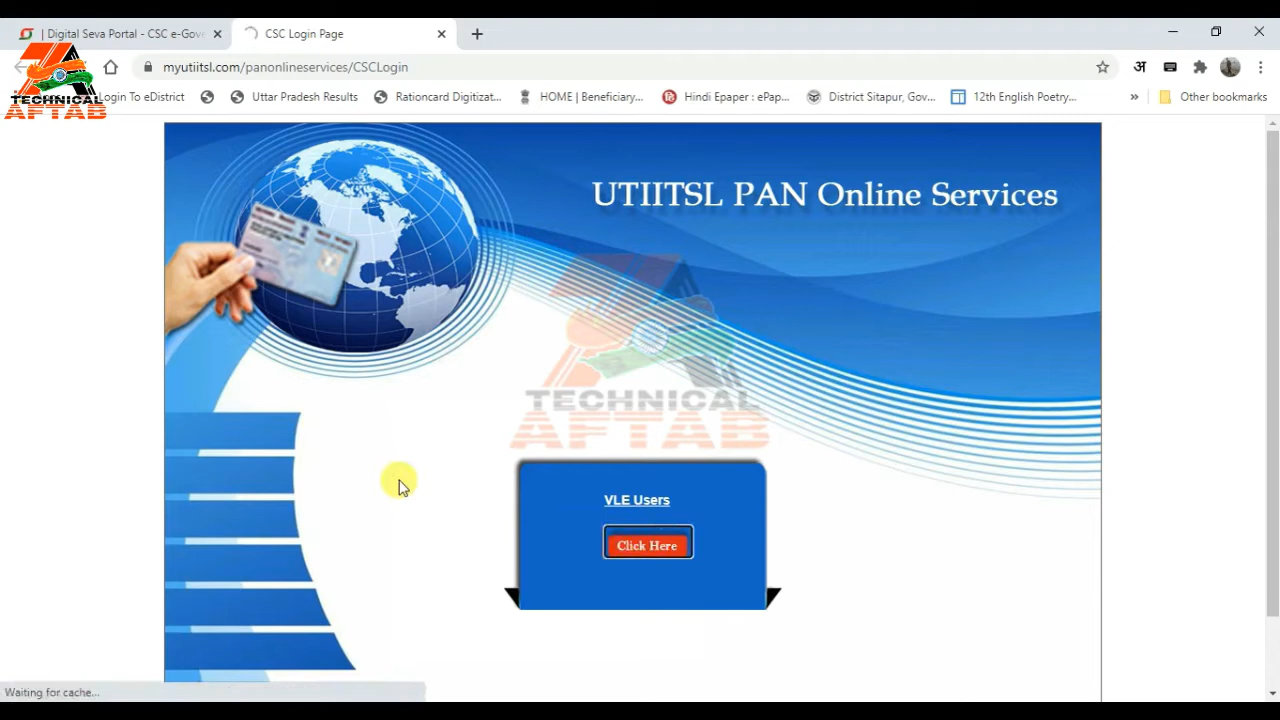 | Digital Seva Portal - CSC e-Gove
CSC Login Page
myutiitsl.com/panonlineservices/CSCLogin
अ
TECHNICAL
AFTAB
Login To eDistrict
Uttar Pradesh Results
Rationcard Digitizat...
HOME | Beneficiary...
Hindi Epaper: ePap...
District Sitapur, Gov...
12th English Poetry...
»
Other bookmarks
UTIITSL PAN Online Services
TECHNICAL
AFTAB
VLE Users
Click Here
Waiting for cache...